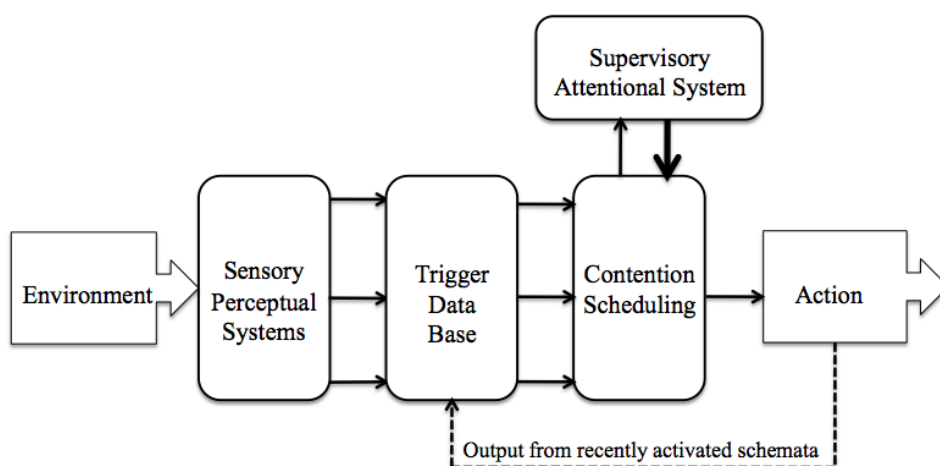 Supervisory
Attentional System
Environment
Sensory
Perceptual
Systems
Trigger
Data
Base
Contention
Scheduling
Action
Output from recently activated schemata